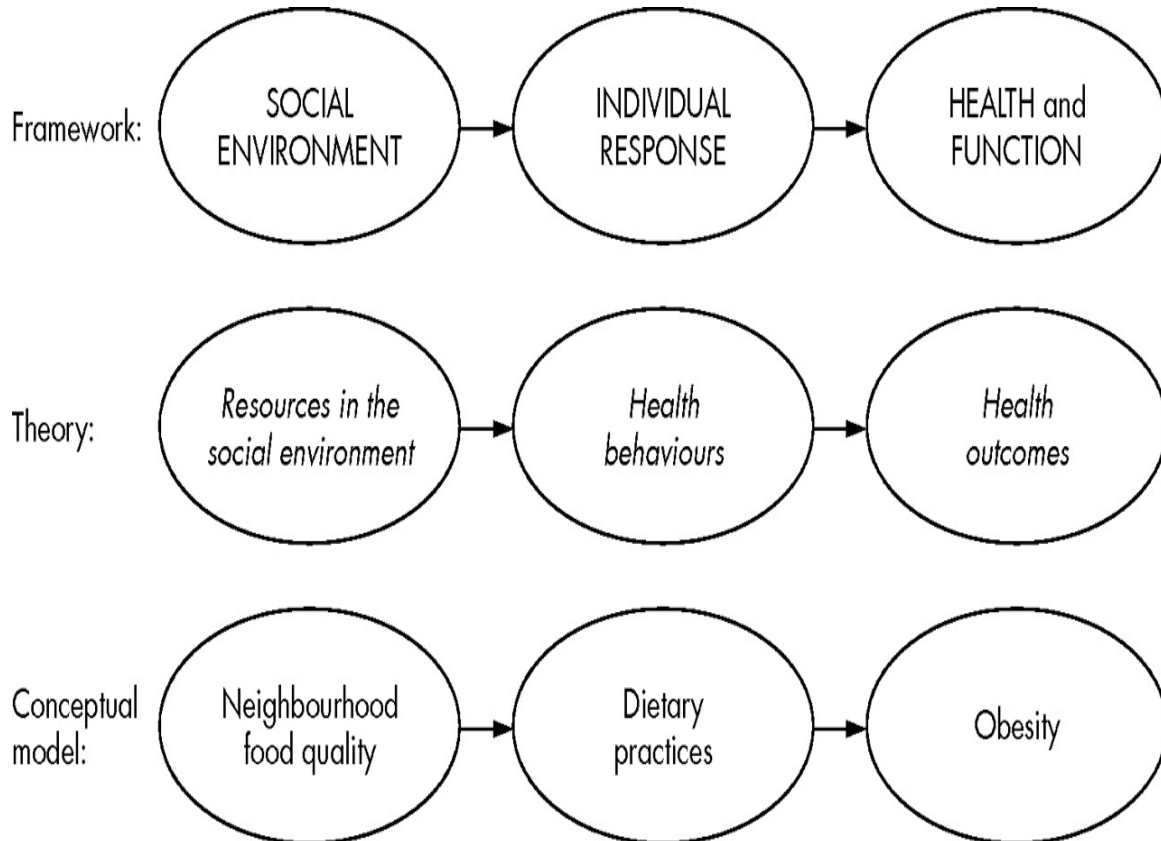 Framework:
SOCIAL
ENVIRONMENT
INDIVIDUAL
RESPONSE
HEALTH and
FUNCTION
Theory:
Resources in the
social environment
Health
behaviours
Health
outcomes
Conceptual
model:
Neighbourhood
food quality
Dietary
practices
Obesity